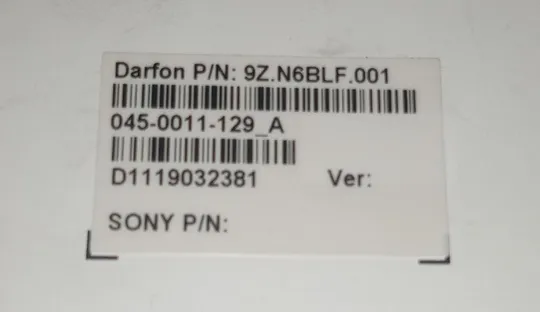 Darfon P/N: 9Z.N6BLF.001
045-0011-129_A
D1119032381 Ver:
SONY P/N: